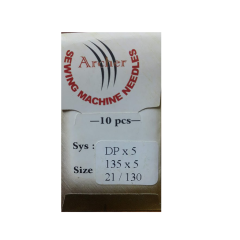 Archer
SEWING MACHINE NEEDLES
—10 pcs—
Sys : DP x 5
135 x 5
Size 21 / 130